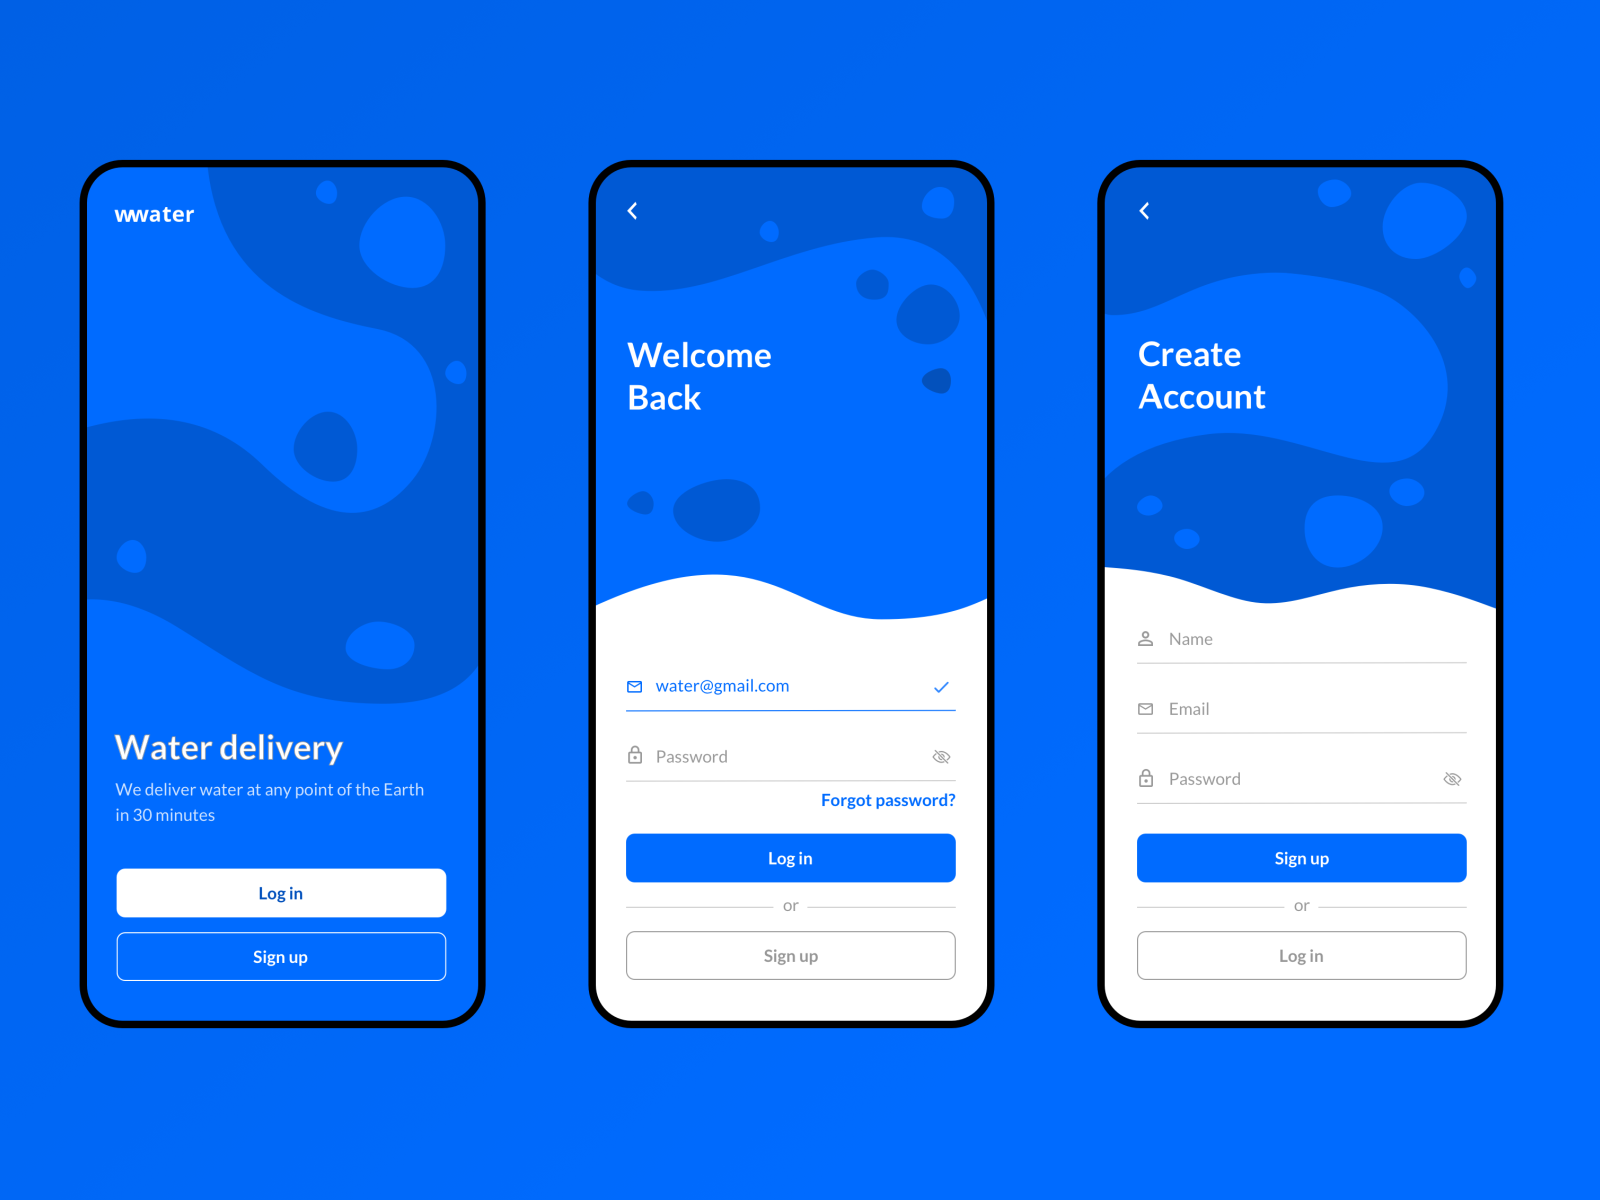 wwater
Water delivery
We deliver water at any point of the Earth
in 30 minutes
Log in
Sign up
Welcome
Back
water@gmail.com
Password
Forgot password?
Log in
or
Sign up
Create
Account
Name
Email
Password
Sign up
or
Log in